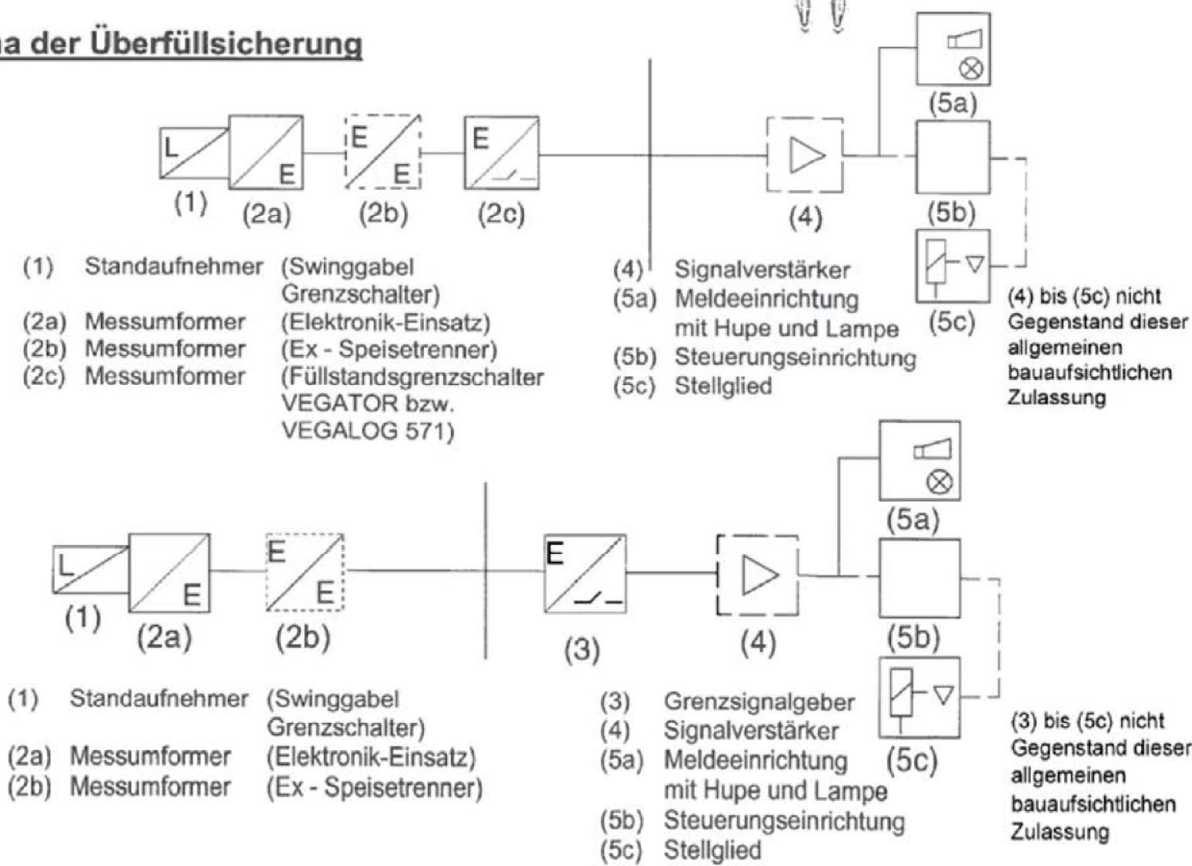 a der Überfüllsicherung
(5a)
L
E
E
E
E
(1)
(2a)
(2b)
(2c)
(4)
(5b)
(5c)
(1) Standaufnehmer (Swinggabel
Grenzschalter)
(2a) Messumformer (Elektronik-Einsatz)
(2b) Messumformer (Ex - Speisetrenner)
(2c) Messumformer (Füllstandsgrenzschalter
VEGATOR bzw.
VEGALOG 571)
(4) Signalverstärker
(5a) Meldeeinrichtung
mit Hupe und Lampe
(5b) Steuerungseinrichtung
(5c) Stellglied
(4) bis (5c) nicht
Gegenstand dieser
allgemeinen
bauaufsichtlichen
Zulassung
(5a)
L
E
E
E
E
(1)
(2a)
(2b)
(3)
(4)
(5b)
(5c)
(1) Standaufnehmer (Swinggabel
Grenzschalter)
(2a) Messumformer (Elektronik-Einsatz)
(2b) Messumformer (Ex - Speisetrenner)
(3) Grenzsignalgeber
(4) Signalverstärker
(5a) Meldeeinrichtung
mit Hupe und Lampe
(5b) Steuerungseinrichtung
(5c) Stellglied
(3) bis (5c) nicht
Gegenstand dieser
allgemeinen
bauaufsichtlichen
Zulassung